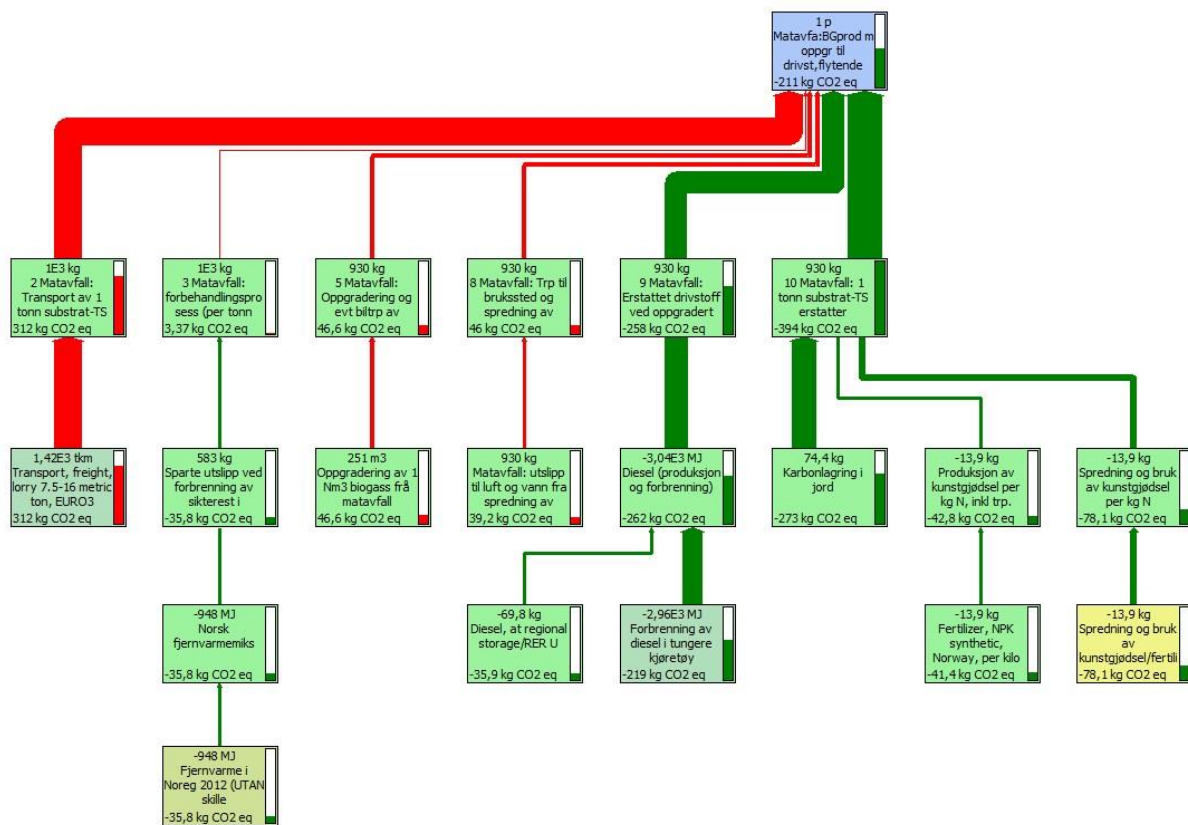 1 p
Matavfa:BGprod m
oppgr til
drivst,flytende
-211 kg CO2 eq
1E3 kg
2 Matavfall:
Transport av 1
tonn substrat-TS
312 kg CO2 eq
1E3 kg
3 Matavfall:
forbehandlingspro
sess (per tonn
3,37 kg CO2 eq
930 kg
5 Matavfall:
Oppgradering og
evt biltrp av
46,6 kg CO2 eq
930 kg
8 Matavfall: Trp til
brukssted og
spredning av
46 kg CO2 eq
930 kg
9 Matavfall:
Erstattet drivstoff
ved oppgradert
-258 kg CO2 eq
930 kg
10 Matavfall: 1
tonn substrat-TS
erstatter
-394 kg CO2 eq
1,42E3 tkm
Transport, freight,
lorry 7.5-16 metric
ton, EURO3
312 kg CO2 eq
583 kg
Sparte utslipp ved
forbrenning av
sikterest i
-35,8 kg CO2 eq
251 m3
Oppgradering av 1
Nm3 biogass frå
matavfall
46,6 kg CO2 eq
930 kg
Matavfall: utslipp
til luft og vann fra
spredning av
39,2 kg CO2 eq
-3,04E3 MJ
Diesel (produksjon
og forbrenning)
-262 kg CO2 eq
74,4 kg
Karbonlagring i
jord
-273 kg CO2 eq
-13,9 kg
Produksjon av
kunstgjødsel per
kg N, inkl trp.
-42,8 kg CO2 eq
-13,9 kg
Spredning og bruk
av kunstgjødsel
per kg N
-78,1 kg CO2 eq
-948 MJ
Norsk
fjernvarmemiks
-35,8 kg CO2 eq
-69,8 kg
Diesel, at regional
storage/RER U
-35,9 kg CO2 eq
-2,96E3 MJ
Forbrenning av
diesel i tungere
kjøretøy
-219 kg CO2 eq
-13,9 kg
Fertilizer, NPK
synthetic,
Norway, per kilo
-41,4 kg CO2 eq
-13,9 kg
Spredning og bruk
av
kunstgjødsel/fertili
-78,1 kg CO2 eq
-948 MJ
Fjernvarme i
Noreg 2012 (UTAN
skille
-35,8 kg CO2 eq